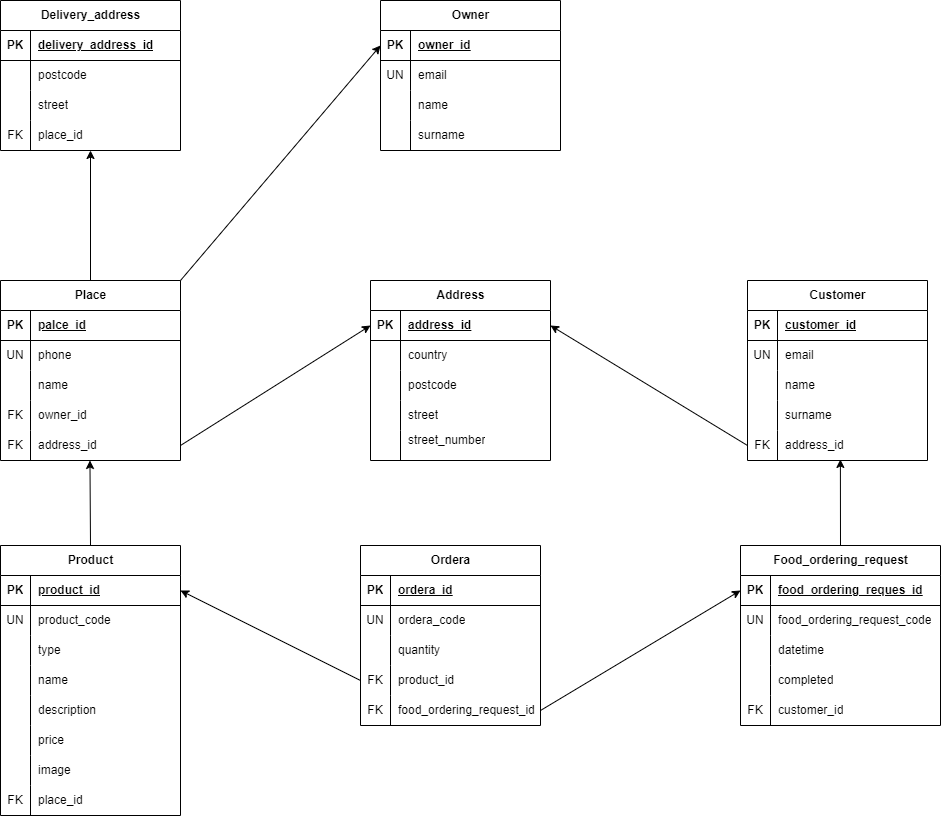 Delivery_address
PK delivery_address_id
postcode
street
FK place_id
Owner
PK owner_id
UN email
name
surname
Place
PK palce_id
UN phone
name
FK owner_id
FK address_id
Address
PK address_id
country
postcode
street
street_number
Customer
PK customer_id
UN email
name
surname
FK address_id
Product
PK product_id
UN product_code
type
name
description
price
image
FK place_id
Ordera
PK ordera_id
UN ordera_code
quantity
FK product_id
FK food_ordering_request_id
Food_ordering_request
PK food_ordering_reques_id
UN food_ordering_request_code
datetime
completed
FK customer_id